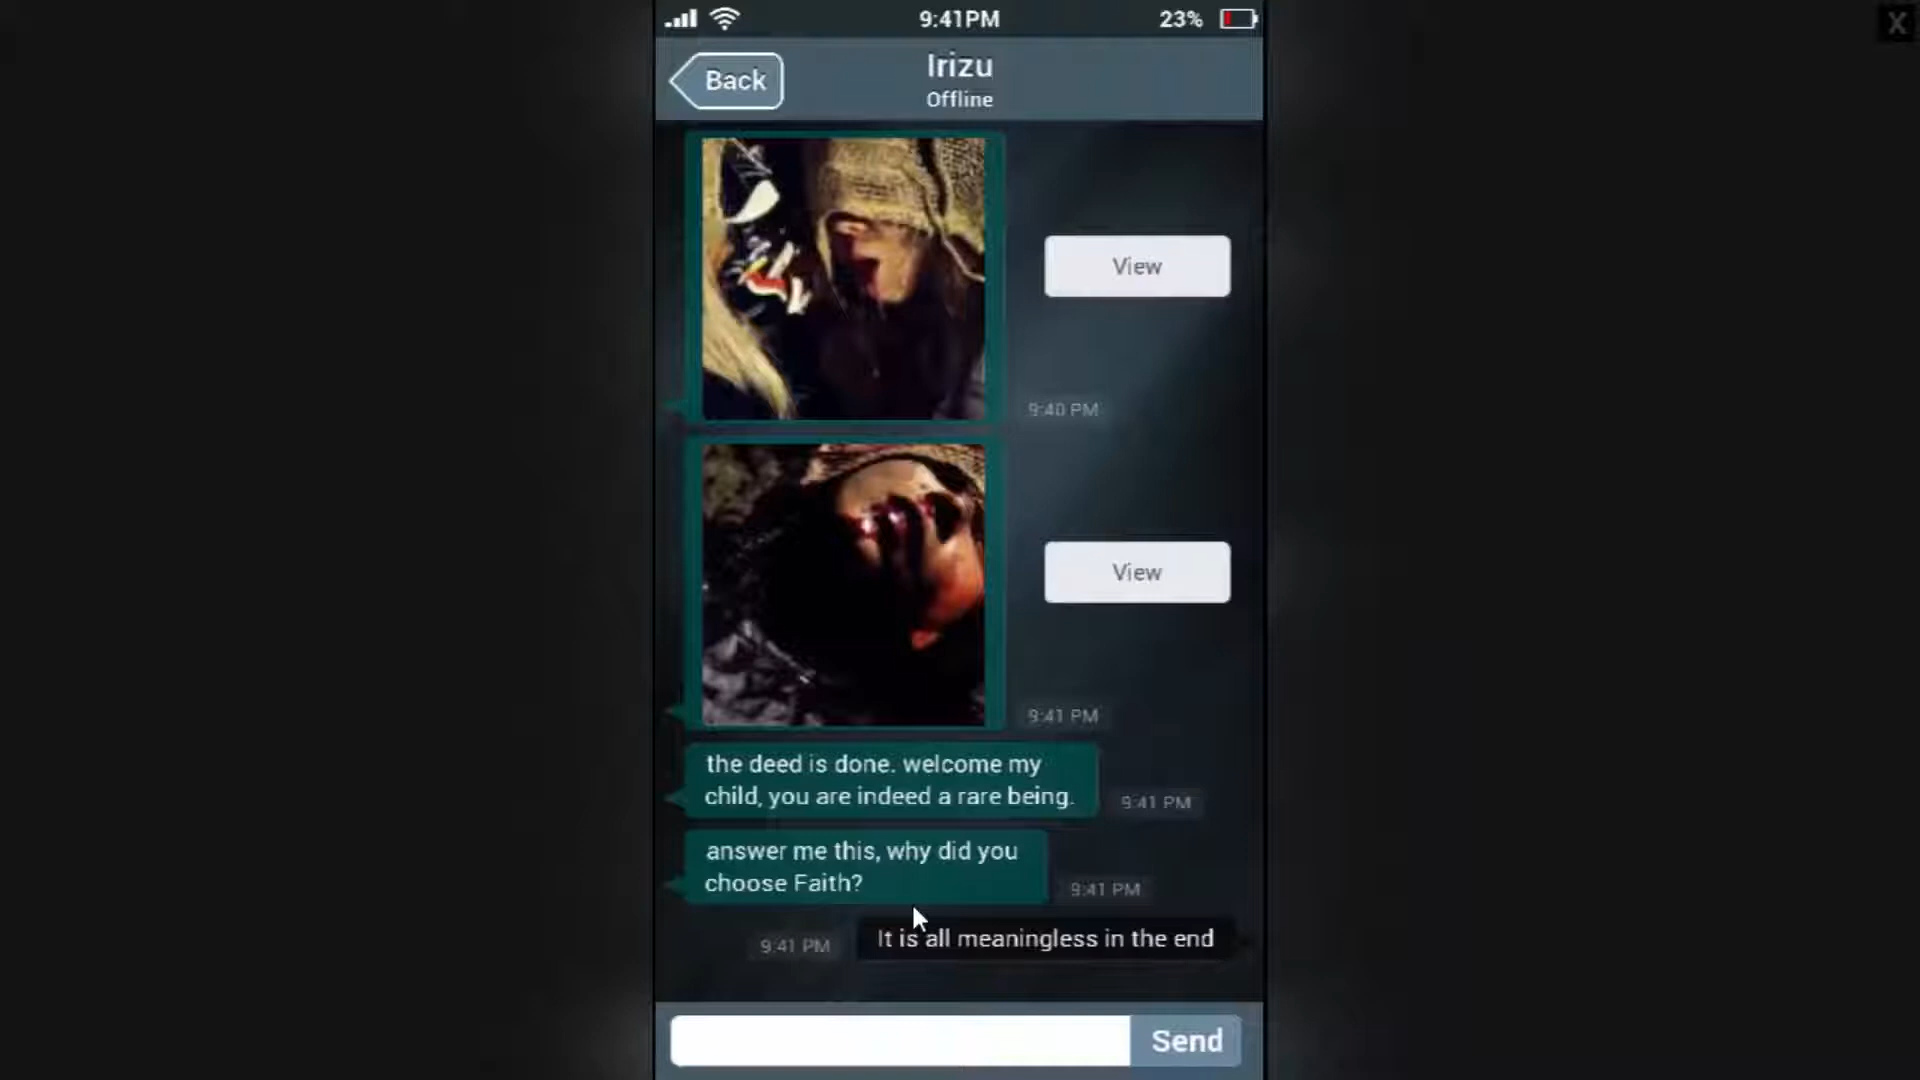 9:41PM
23%
X
Back
Irizu
Offline
View
9:40 PM
View
9:41 PM
the deed is done. welcome my
child, you are indeed a rare being.
9:41 PM
answer me this, why did you
choose Faith?
9:41 PM
It is all meaningless in the end
9:41 PM
Send